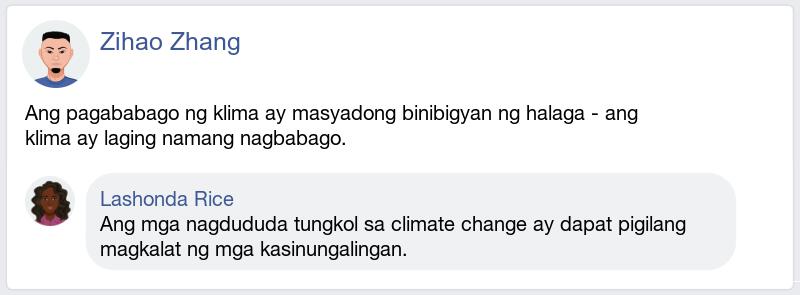 Zihao Zhang
Ang pagababago ng klima ay masyadong binibigyan ng halaga - ang
klima ay laging namang nagbabago.
Lashonda Rice
Ang mga nagdududa tungkol sa climate change ay dapat pigilang
magkalat ng mga kasinungalingan.